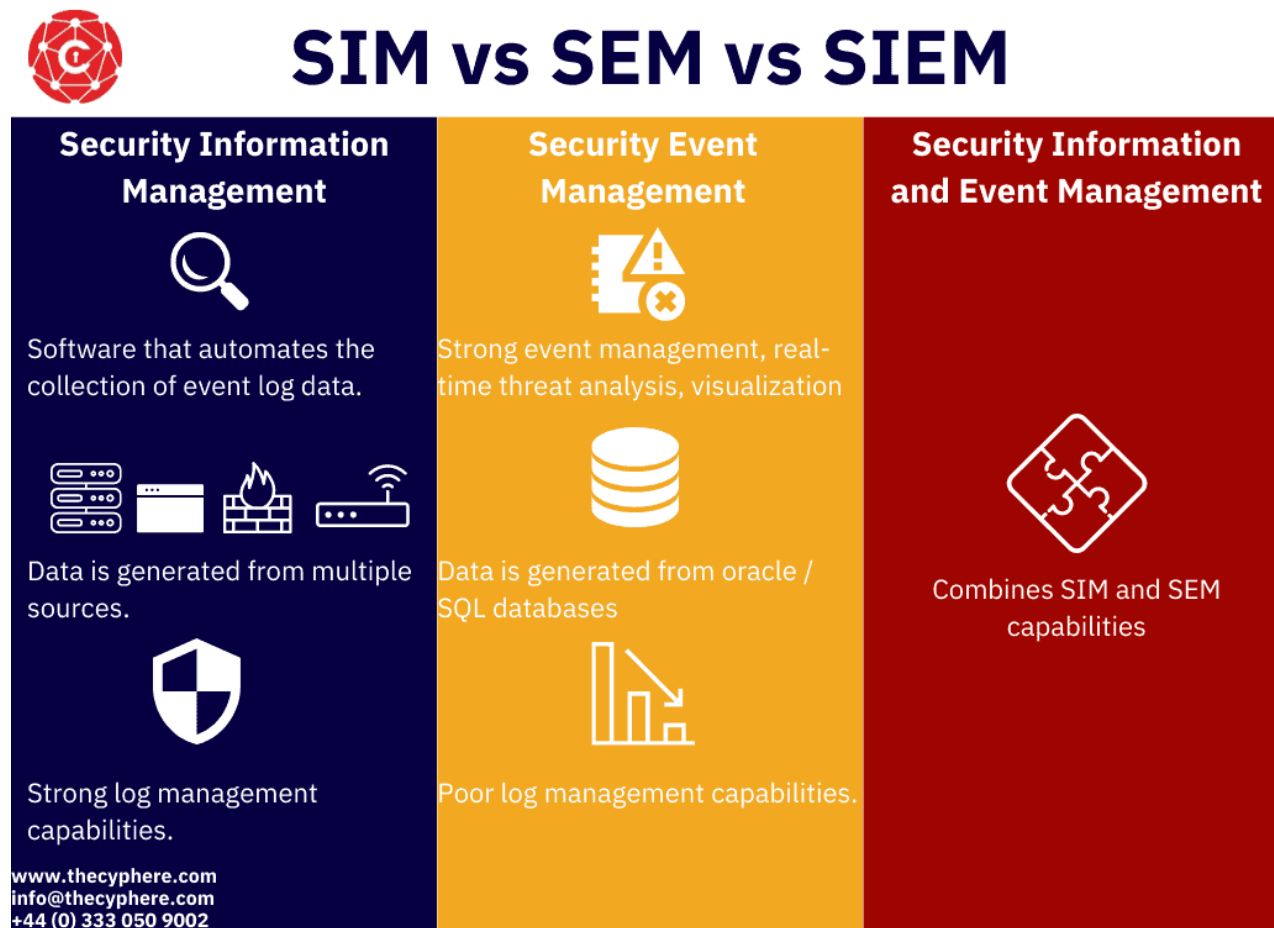 SIM vs SEM vs SIEM
Security Information
Management
Software that automates the
collection of event log data.
Data is generated from multiple
sources.
Strong log management
capabilities.
www.thecyphere.com
info@thecyphere.com
+44 (0) 333 050 9002
Security Event
Management
Strong event management, real-
time threat analysis, visualization
Data is generated from oracle /
SQL databases
Poor log management capabilities.
Security Information
and Event Management
Combines SIM and SEM
capabilities